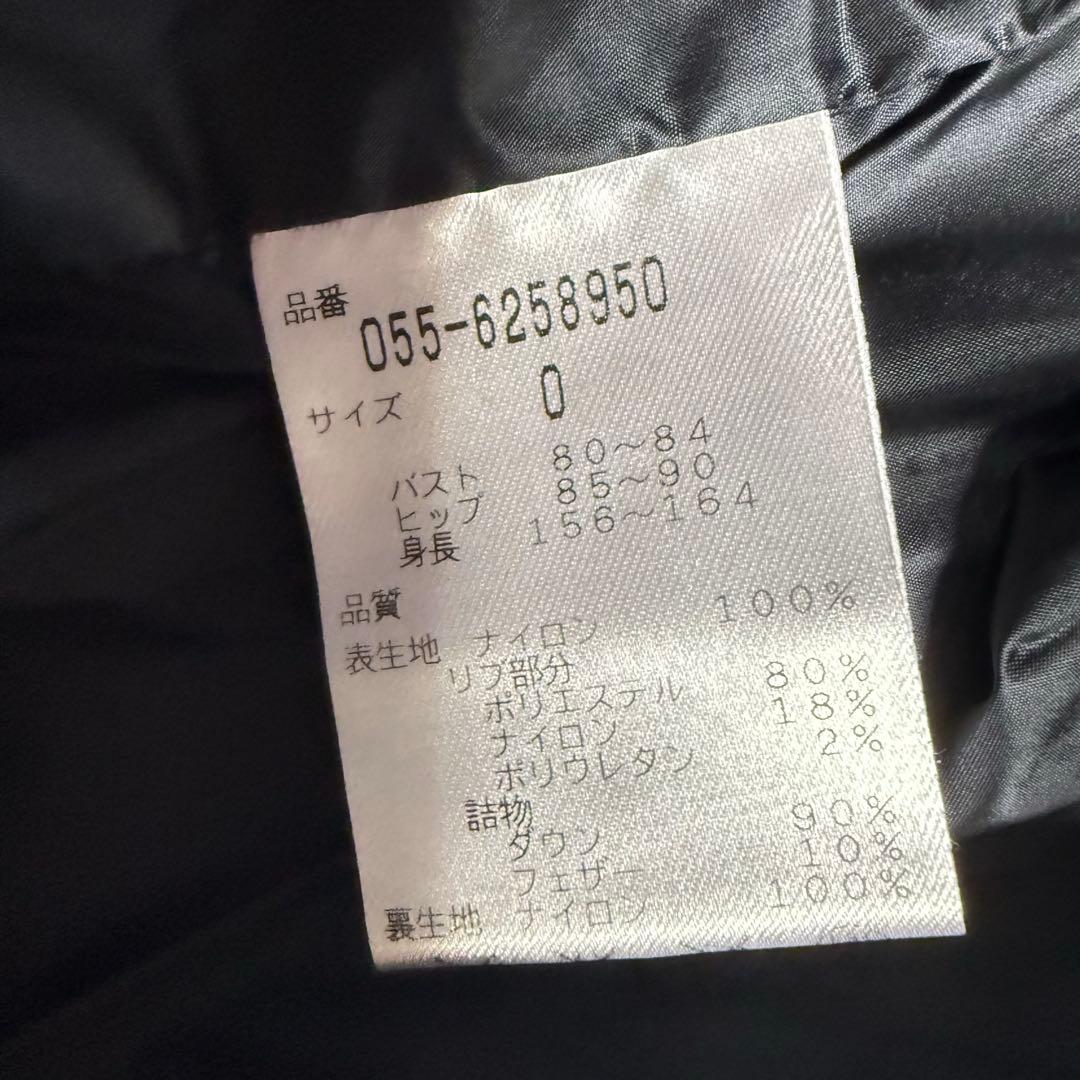 品番 055-6258950
サイズ 0
バスト 80～84
ヒップ 85～90
身長 156～164
品質
表生地 ナイロン 100%
リブ部分
ポリエステル 80%
ナイロン 18%
ポリウレタン 2%
詰物
ダウン 90%
フェザー 10%
裏生地 ナイロン 100%